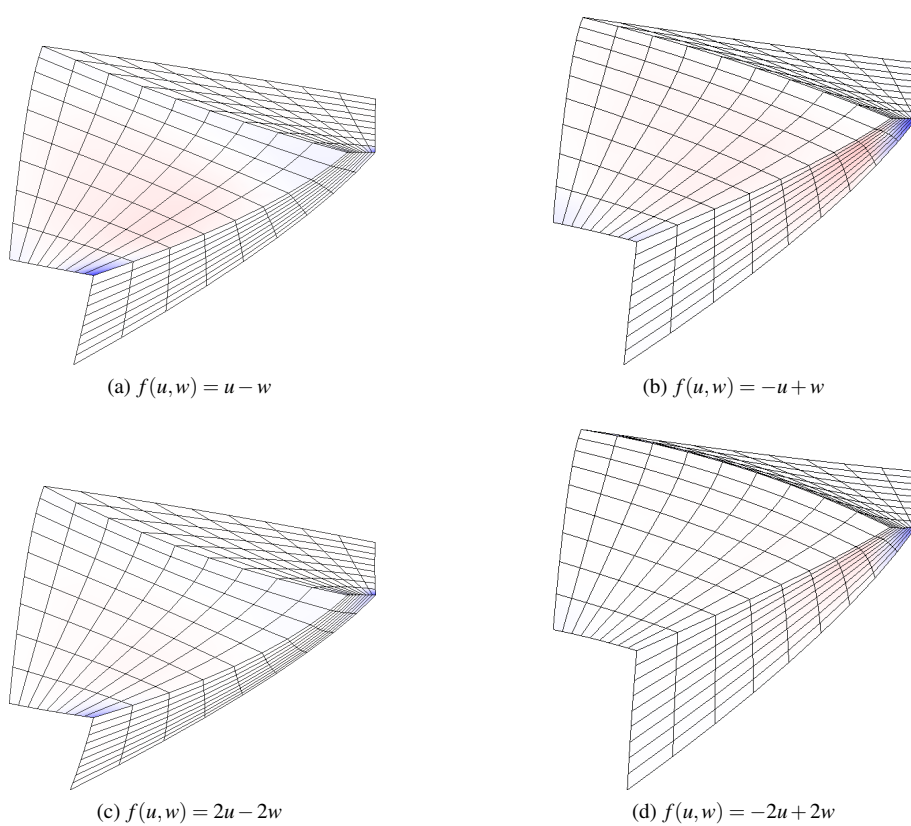 (a) f(u,w) = u − w
(b) f(u,w) = −u + w
(c) f(u,w) = 2u − 2w
(d) f(u,w) = −2u + 2w